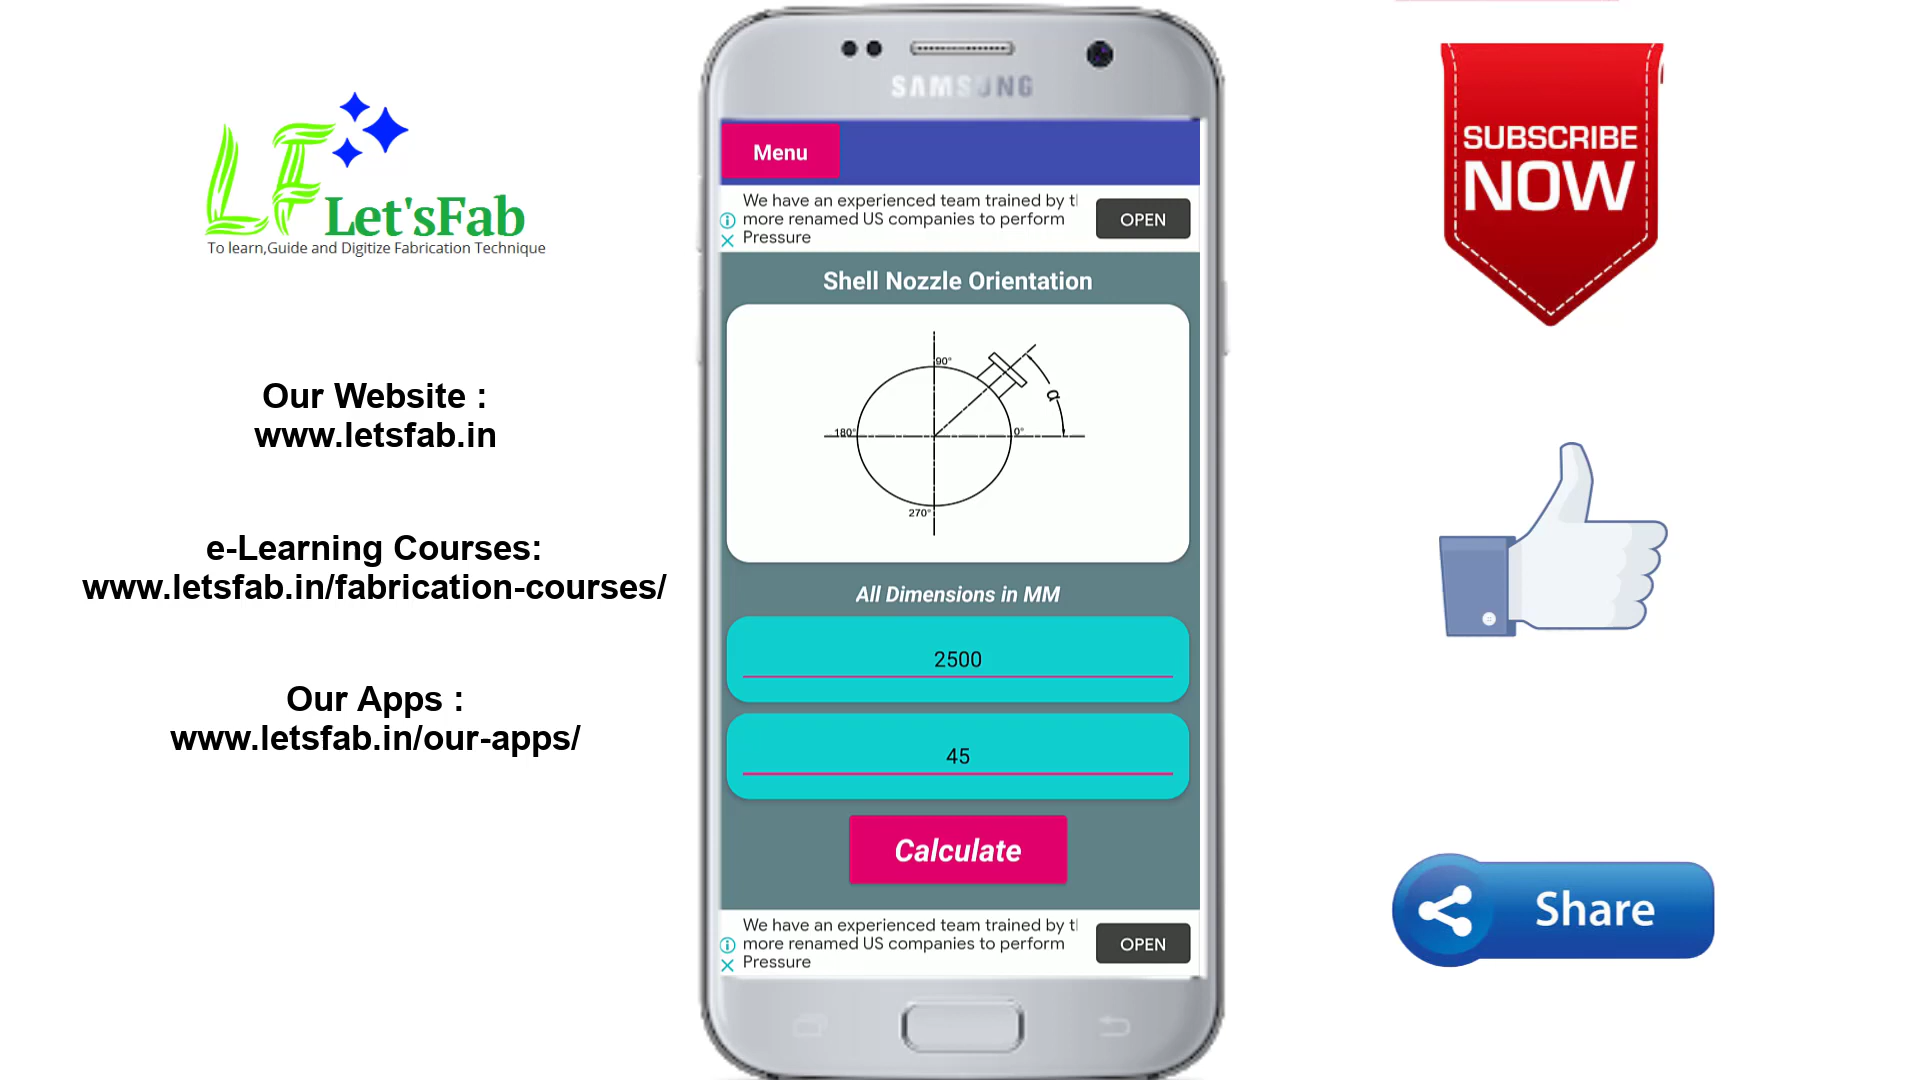 LF Let'sFab
To learn,Guide and Digitize Fabrication Technique
Our Website :
www.letsfab.in
e-Learning Courses:
www.letsfab.in/fabrication-courses/
Our Apps :
www.letsfab.in/our-apps/
SAMSUNG
Menu
We have an experienced team trained by t
more renamed US companies to perform
Pressure
OPEN
Shell Nozzle Orientation
90°
α
180°
0°
270°
All Dimensions in MM
2500
45
Calculate
We have an experienced team trained by t
more renamed US companies to perform
Pressure
OPEN
SUBSCRIBE
NOW
Share